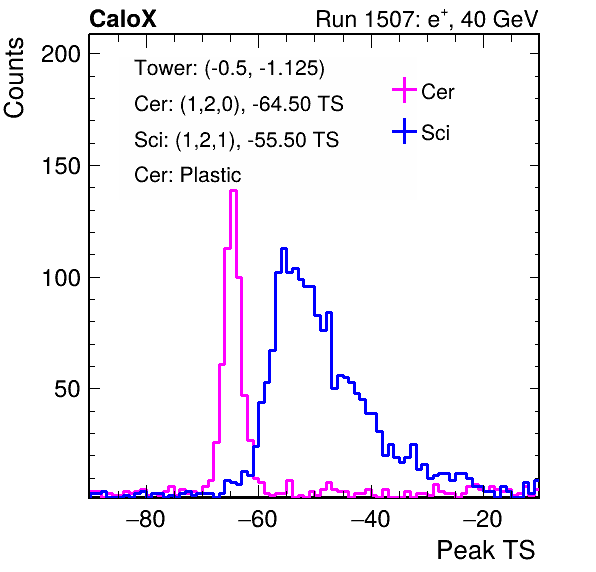 CaloX Run 1507: e⁺, 40 GeV
Counts
200
Tower: (-0.5, -1.125)
Cer
Cer: (1,2,0), -64.50 TS
Sci
Sci: (1,2,1), -55.50 TS
150
Cer: Plastic
100
50
−80 −60 −40 −20
Peak TS